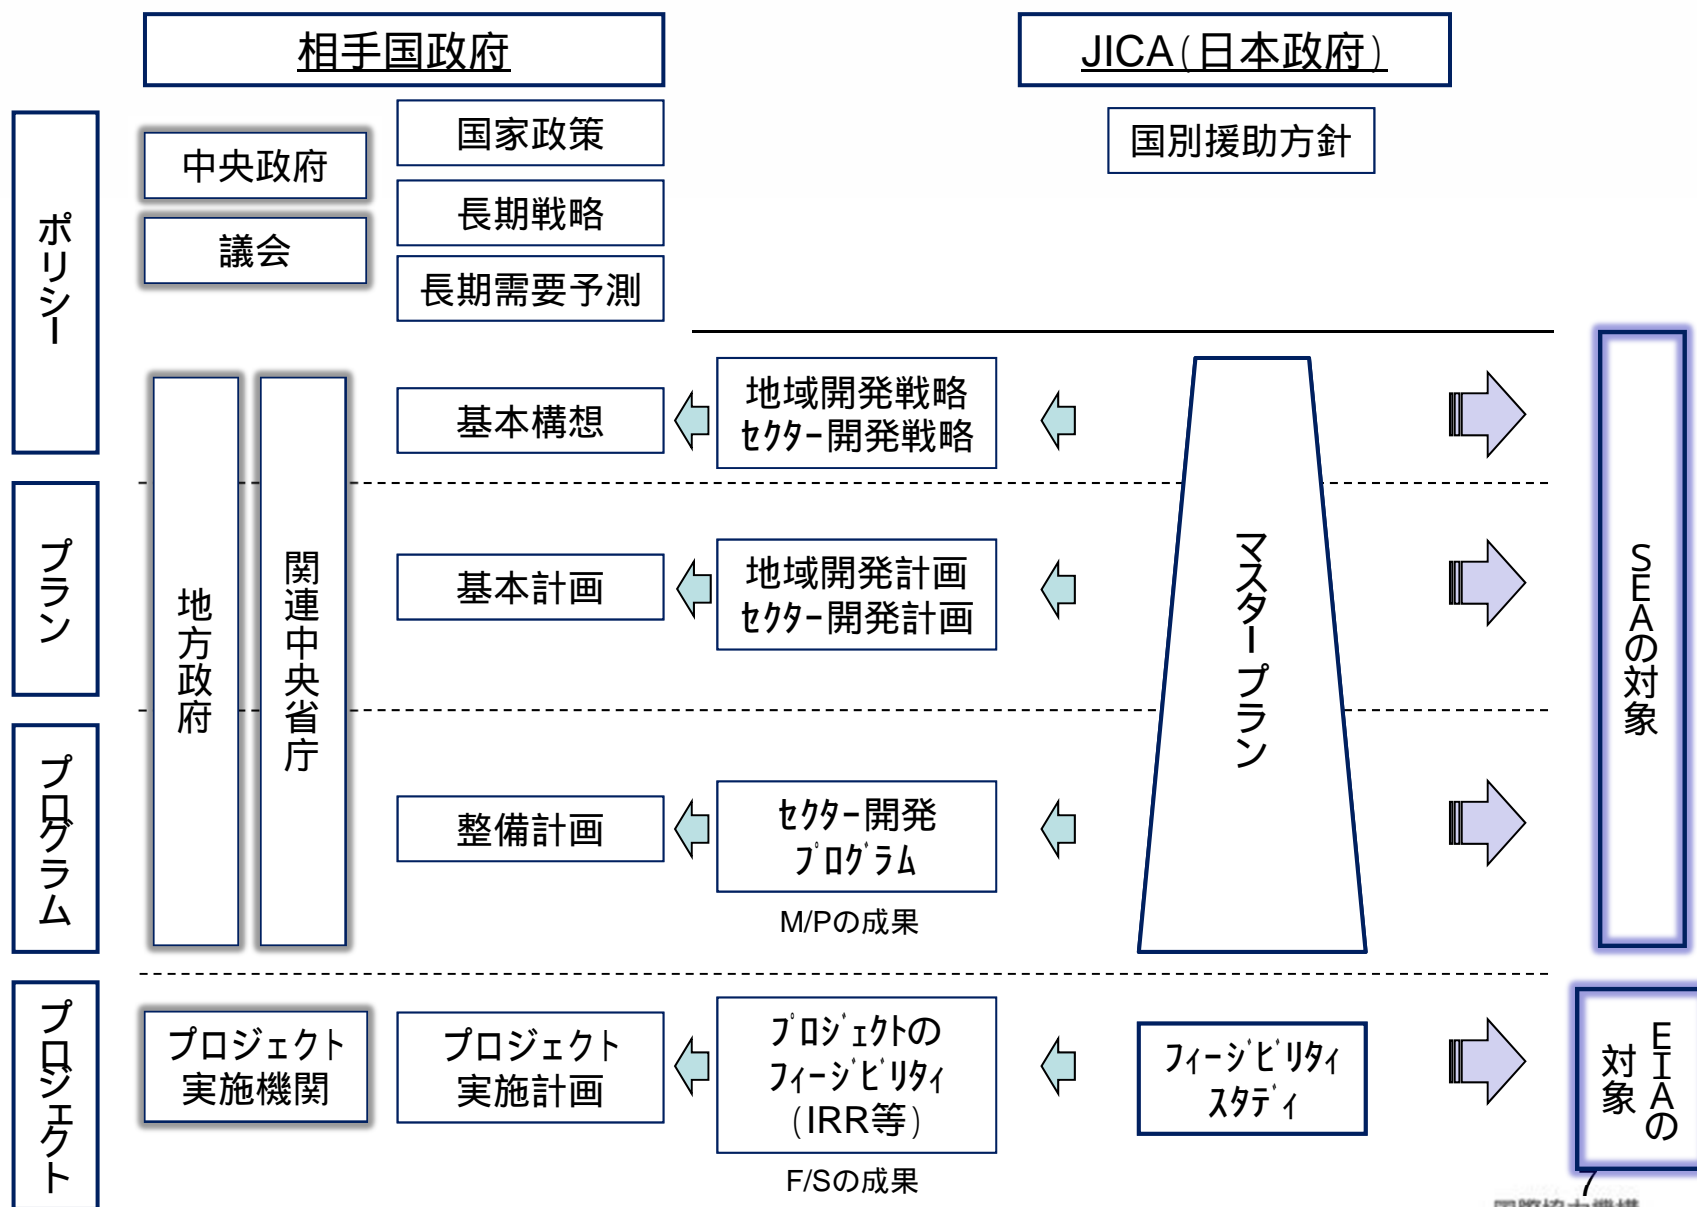 相手国政府
JICA(日本政府)
ポリシー
中央政府
議会
国家政策
長期戦略
長期需要予測
国別援助方針
地方政府
関連中央省庁
基本構想
地域開発戦略
ｾｸﾀｰ開発戦略
マスタープラン
SEAの対象
プラン
基本計画
地域開発計画
ｾｸﾀｰ開発計画
プログラム
整備計画
ｾｸﾀｰ開発
ﾌﾟﾛｸﾞﾗﾑ
M/Pの成果
プロジェクト
プロジェクト
実施機関
プロジェクト
実施計画
ﾌﾟﾛｼﾞｪｸﾄの
ﾌｨｰｼﾞﾋﾞﾘﾀｨ
(IRR等)
F/Sの成果
ﾌｨｰｼﾞﾋﾞﾘﾀｨ
ｽﾀﾃﾞｨ
EIAの
対象
7
国際協力機構